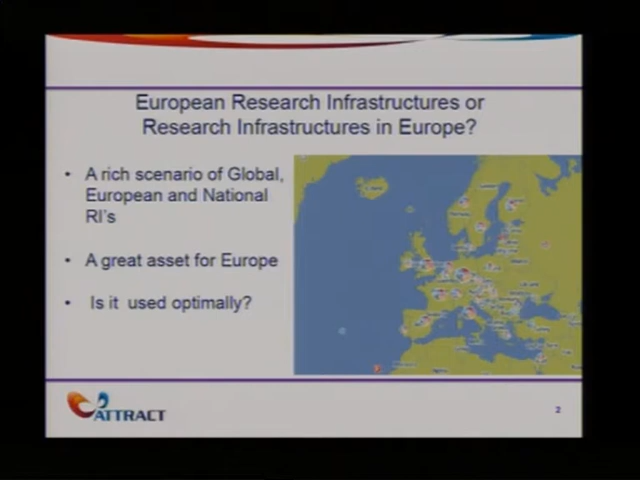 European Research Infrastructures or
Research Infrastructures in Europe?
• A rich scenario of Global,
European and National
RI's
• A great asset for Europe
• Is it used optimally?
ATTRACT
2